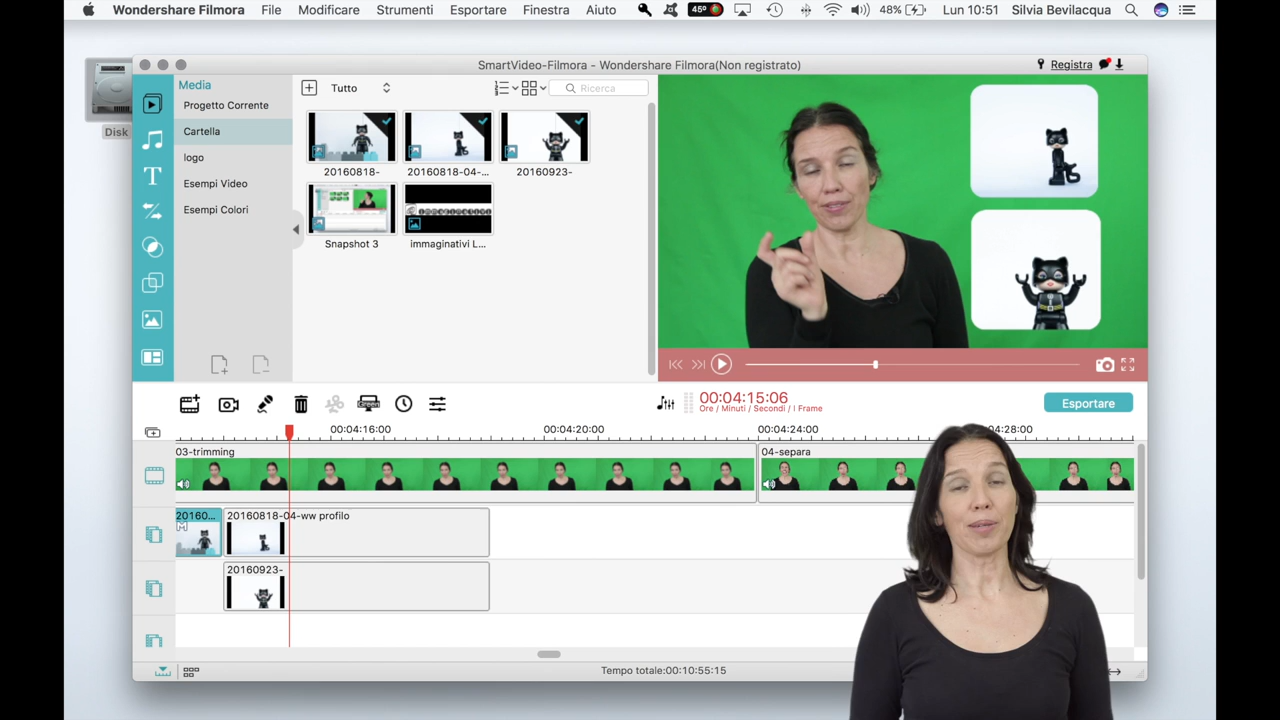 Wondershare Filmora File Modificare Strumenti Esportare Finestra Aiuto 45° 48% Lun 10:51 Silvia Bevilacqua
SmartVideo-Filmora - Wondershare Filmora(Non registrato) Registra
Disk
Media
Progetto Corrente
Cartella
logo
Esempi Video
Esempi Colori
Tutto
Ricerca
20160818- 20160818-04-... 20160923-
Snapshot 3 immaginativi L...
00:04:15:06
Ore / Minuti / Secondi / I Frame
Esportare
00:04:16:00 00:04:20:00 00:04:24:00 :28:00
03-trimming 04-separa
20160... 20160818-04-ww profilo
20160923-
Tempo totale:00:10:55:15